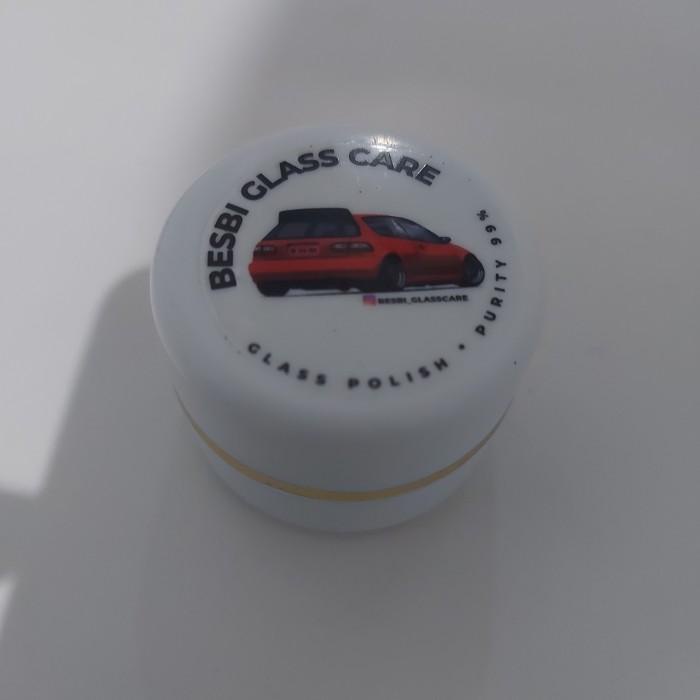 BESBI GLASS CARE
BESBI_GLASSCARE
GLASS POLISH • PURITY 99%